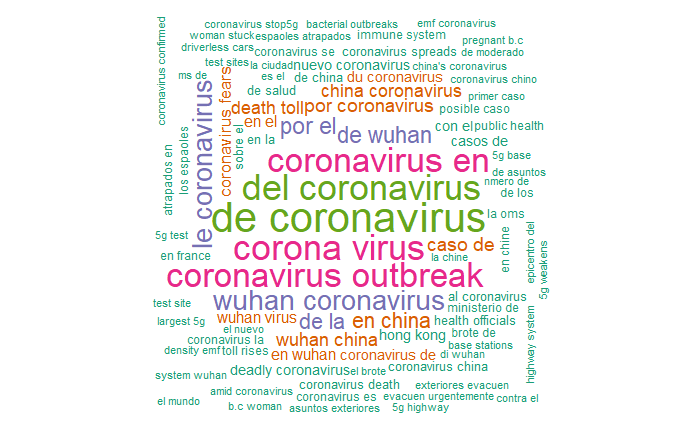 coronavirus stop5g bacterial outbreaks emf coronavirus
woman stuck espaoles atrapados immune system pregnant b.c
driverless cars coronavirus se coronavirus spreads de moderado
test sites la ciudad nuevo coronavirus china's coronavirus
ms de es el de china du coronavirus coronavirus chino
de salud china coronavirus primer caso
death toll por coronavirus posible caso
en el por el de wuhan con el public health
en la casos de
coronavirus confirmed
le coronavirus
coronavirus fears
sobre el
los espaoles
atrapados en
coronavirus en 5g base
de asuntos
del coronavirus nmero de
de los
de coronavirus la oms
5g test corona virus caso de
en chine
epicentro del
5g weakens
en france la chine
coronavirus outbreak
test site wuhan coronavirus al coronavirus
ministerio de
largest 5g wuhan virus de la en china health officials
el nuevo
coronavirus la wuhan china hong kong brote de
base stations
highway system
density emf toll rises en wuhan coronavirus de di wuhan
system wuhan deadly coronavirus el brote coronavirus china
coronavirus death exteriores evacuen
el mundo amid coronavirus coronavirus es evacuen urgentemente contra el
b.c woman asuntos exteriores 5g highway